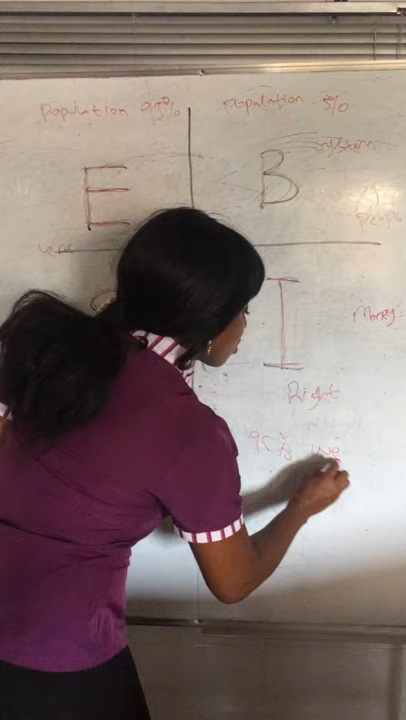 Population 95%
population 5%
system
E
B
people
I
Money:
Right
95%